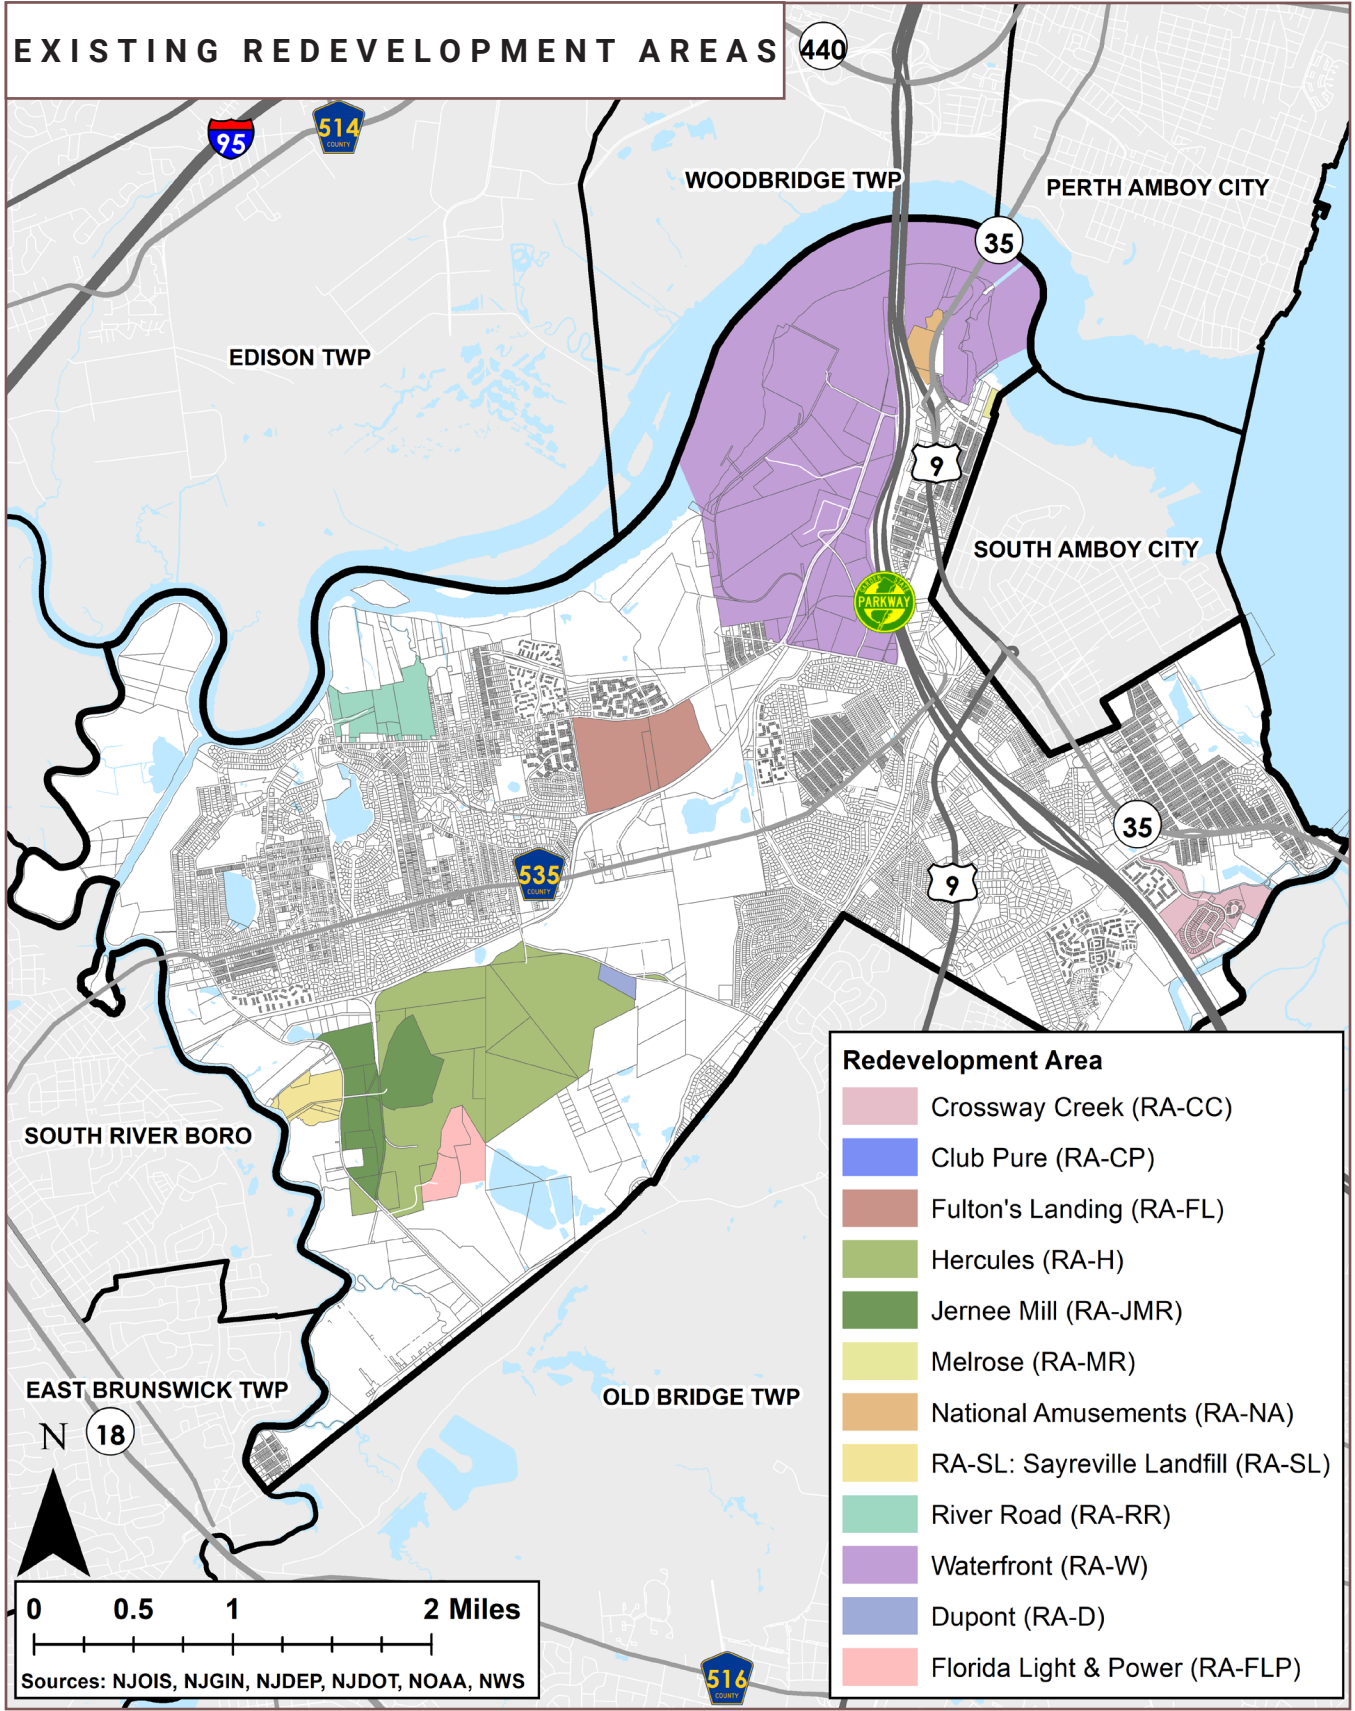 EXISTING REDEVELOPMENT AREAS
440
95
514
COUNTY
WOODBRIDGE TWP
PERTH AMBOY CITY
35
EDISON TWP
9
SOUTH AMBOY CITY
GARDEN STATE
PARKWAY
35
535
COUNTY
9
SOUTH RIVER BORO
EAST BRUNSWICK TWP
OLD BRIDGE TWP
N
18
516
COUNTY
Redevelopment Area
Crossway Creek (RA-CC)
Club Pure (RA-CP)
Fulton's Landing (RA-FL)
Hercules (RA-H)
Jernee Mill (RA-JMR)
Melrose (RA-MR)
National Amusements (RA-NA)
RA-SL: Sayreville Landfill (RA-SL)
River Road (RA-RR)
Waterfront (RA-W)
Dupont (RA-D)
Florida Light & Power (RA-FLP)
0 0.5 1 2 Miles
Sources: NJOIS, NJGIN, NJDEP, NJDOT, NOAA, NWS